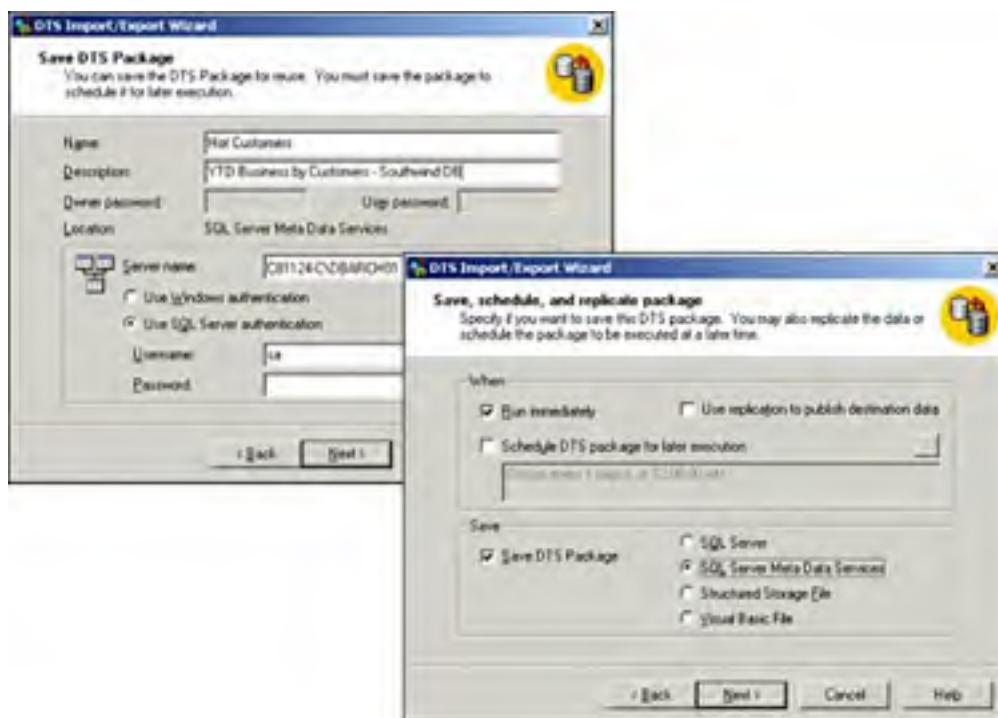 DTS Import/Export Wizard
Save DTS Package
You can save the DTS Package for reuse. You must save the package to
schedule it for later execution.
Name:
Hot Customers
Description:
YTD Business by Customers - Southwind DB
Owner password:
User password:
Location:
SQL Server Meta Data Services
Server name:
Use Windows authentication
Use SQL Server authentication
Username:
sa
Password:
< Back
Next >
DTS Import/Export Wizard
Save, schedule, and replicate package
Specify if you want to save this DTS package. You may also replicate the data or
schedule the package to be executed at a later time.
When
Run immediately
Use replication to publish destination data
Schedule DTS package for later execution
...
Save
Save DTS Package
SQL Server
SQL Server Meta Data Services
Structured Storage File
Visual Basic File
< Back
Next >
Cancel
Help